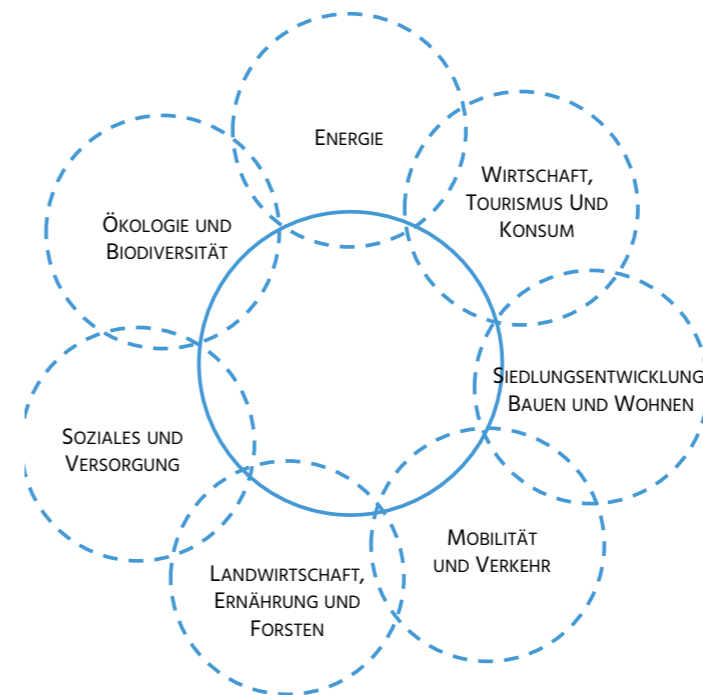 Energie
Wirtschaft,
Tourismus Und
Konsum
Siedlungsentwicklung
Bauen und Wohnen
Mobilität
und Verkehr
Landwirtschaft,
Ernährung und
Forsten
Soziales und
Versorgung
Ökologie und
Biodiversität